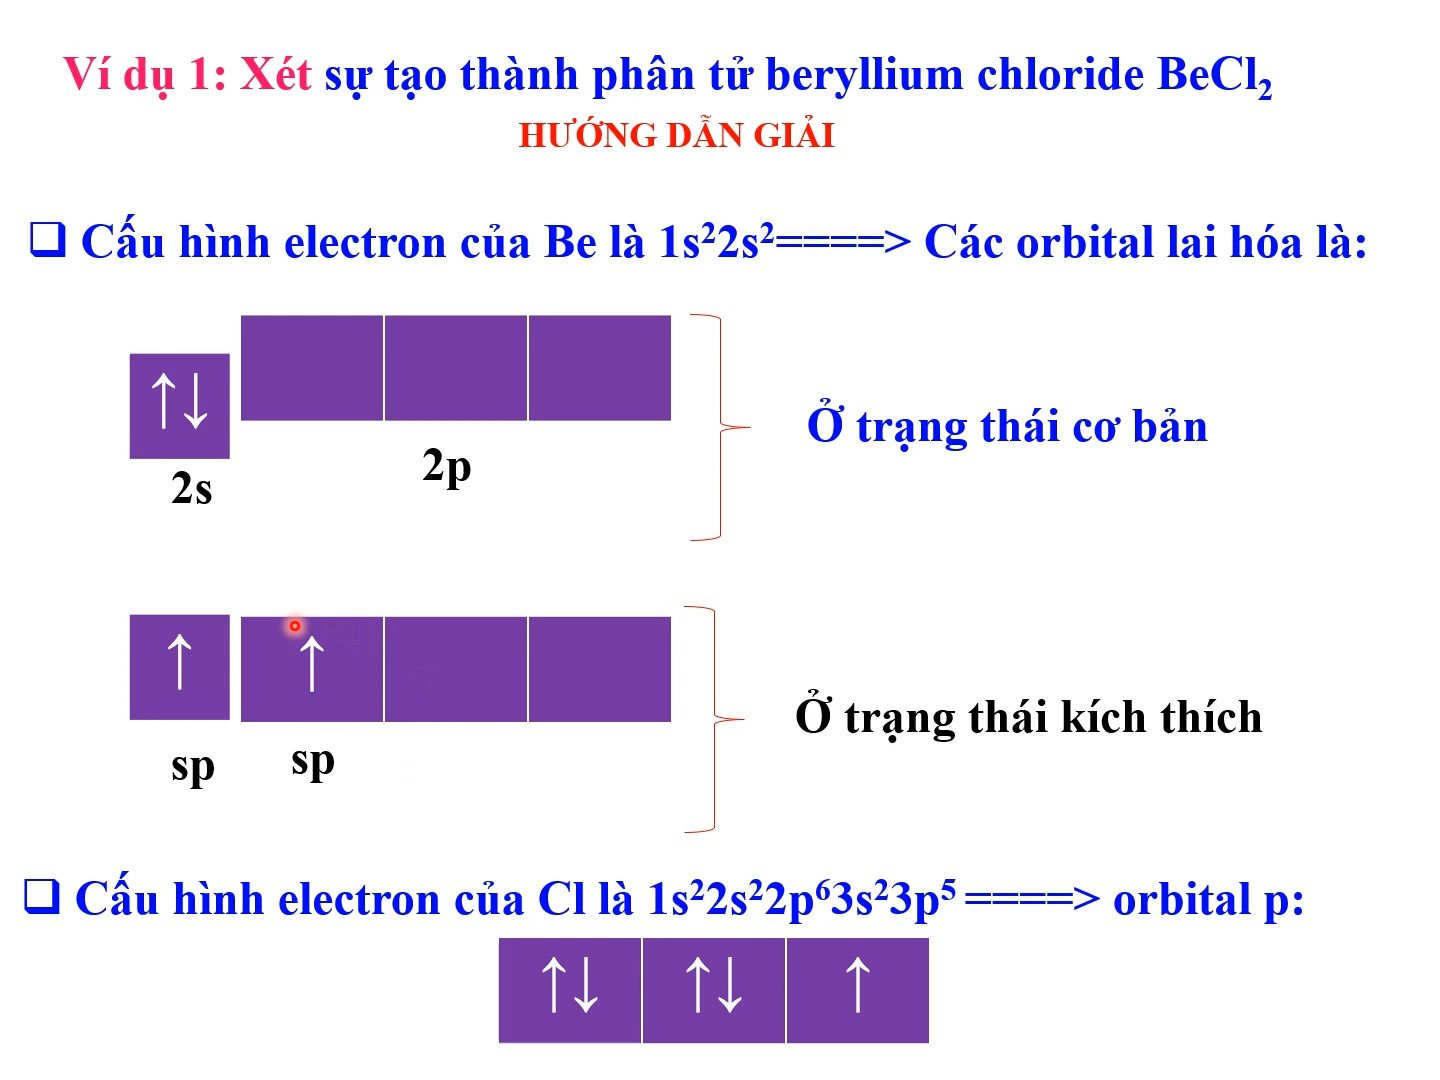 Ví dụ 1: Xét sự tạo thành phân tử beryllium chloride BeCl₂
HƯỚNG DẪN GIẢI
❑ Cấu hình electron của Be là 1s²2s²====> Các orbital lai hóa là:
↑↓
2s
2p
Ở trạng thái cơ bản
↑ ↑
sp sp
Ở trạng thái kích thích
❑ Cấu hình electron của Cl là 1s²2s²2p⁶3s²3p⁵ ====> orbital p:
↑↓ ↑↓ ↑